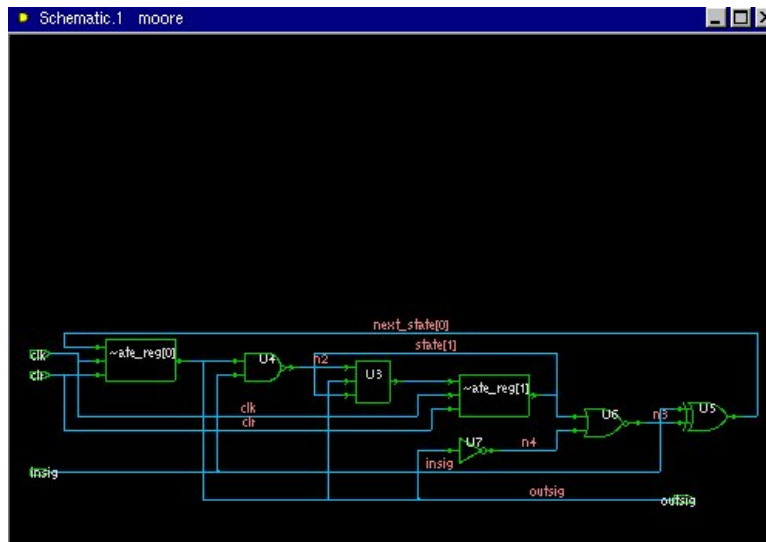 Schematic.1 moore
next_state[0]
state[1]
clk
~ate_reg[0]
U4
n2
U3
clr
~ate_reg[1]
clk
clr
U6
n3
U5
U7
n4
insig
insig
outsig
outsig